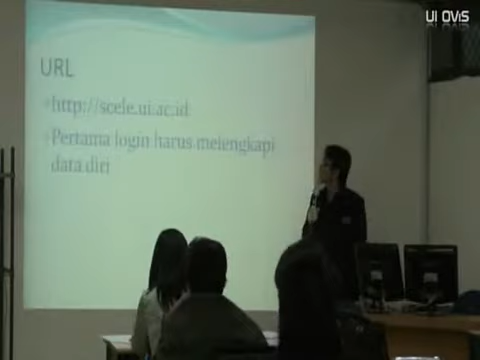 UI OVIS
URL
http://scele.ui.ac.id
Pertama login harus melengkapi
data diri